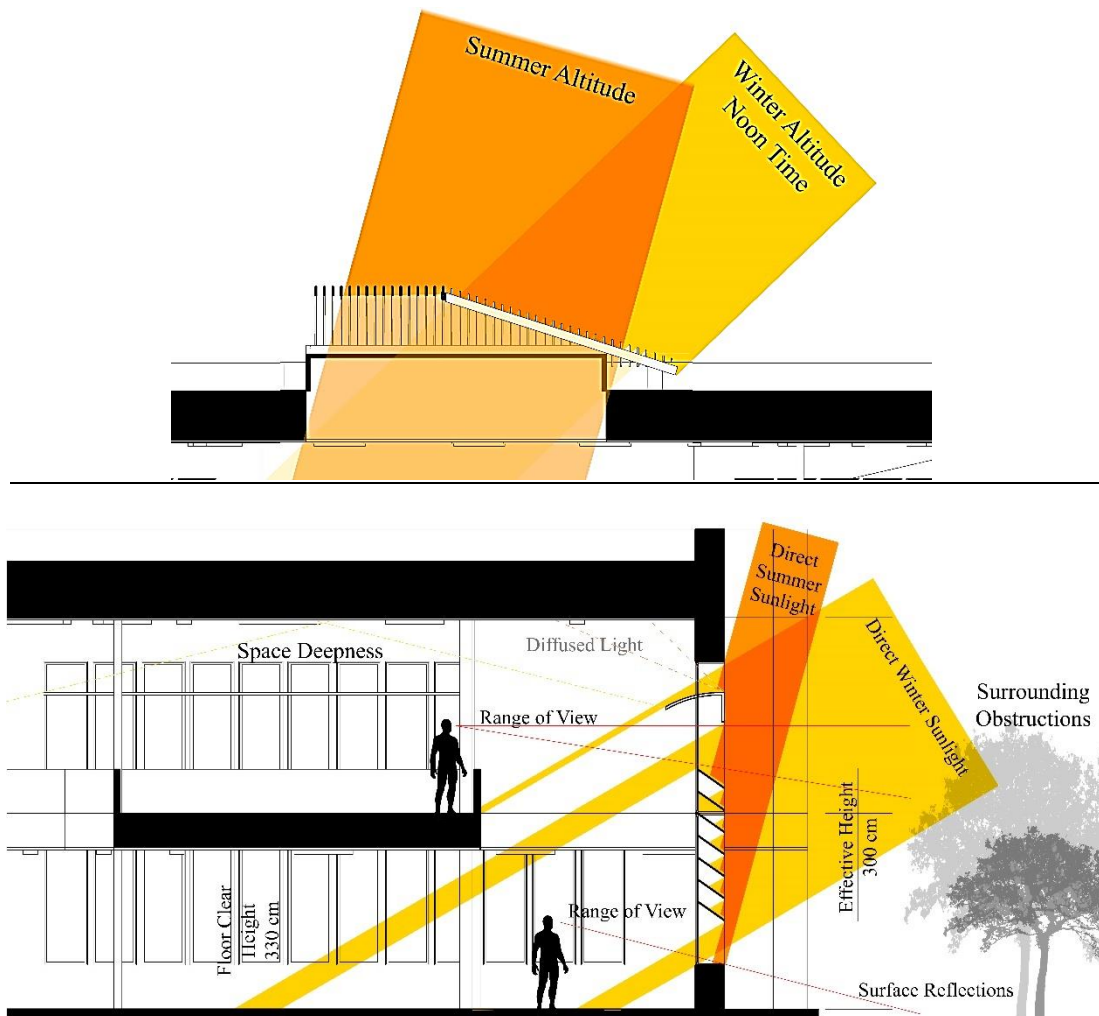 Summer Altitude
Winter Altitude
Noon Time
Direct
Summer
Sunlight
Diffused Light
Space Deepness
Direct Winter Sunlight
Surrounding
Obstructions
Range of View
Effective Height
300 cm
Floor Clear
Height
330 cm
Range of View
Surface Reflections